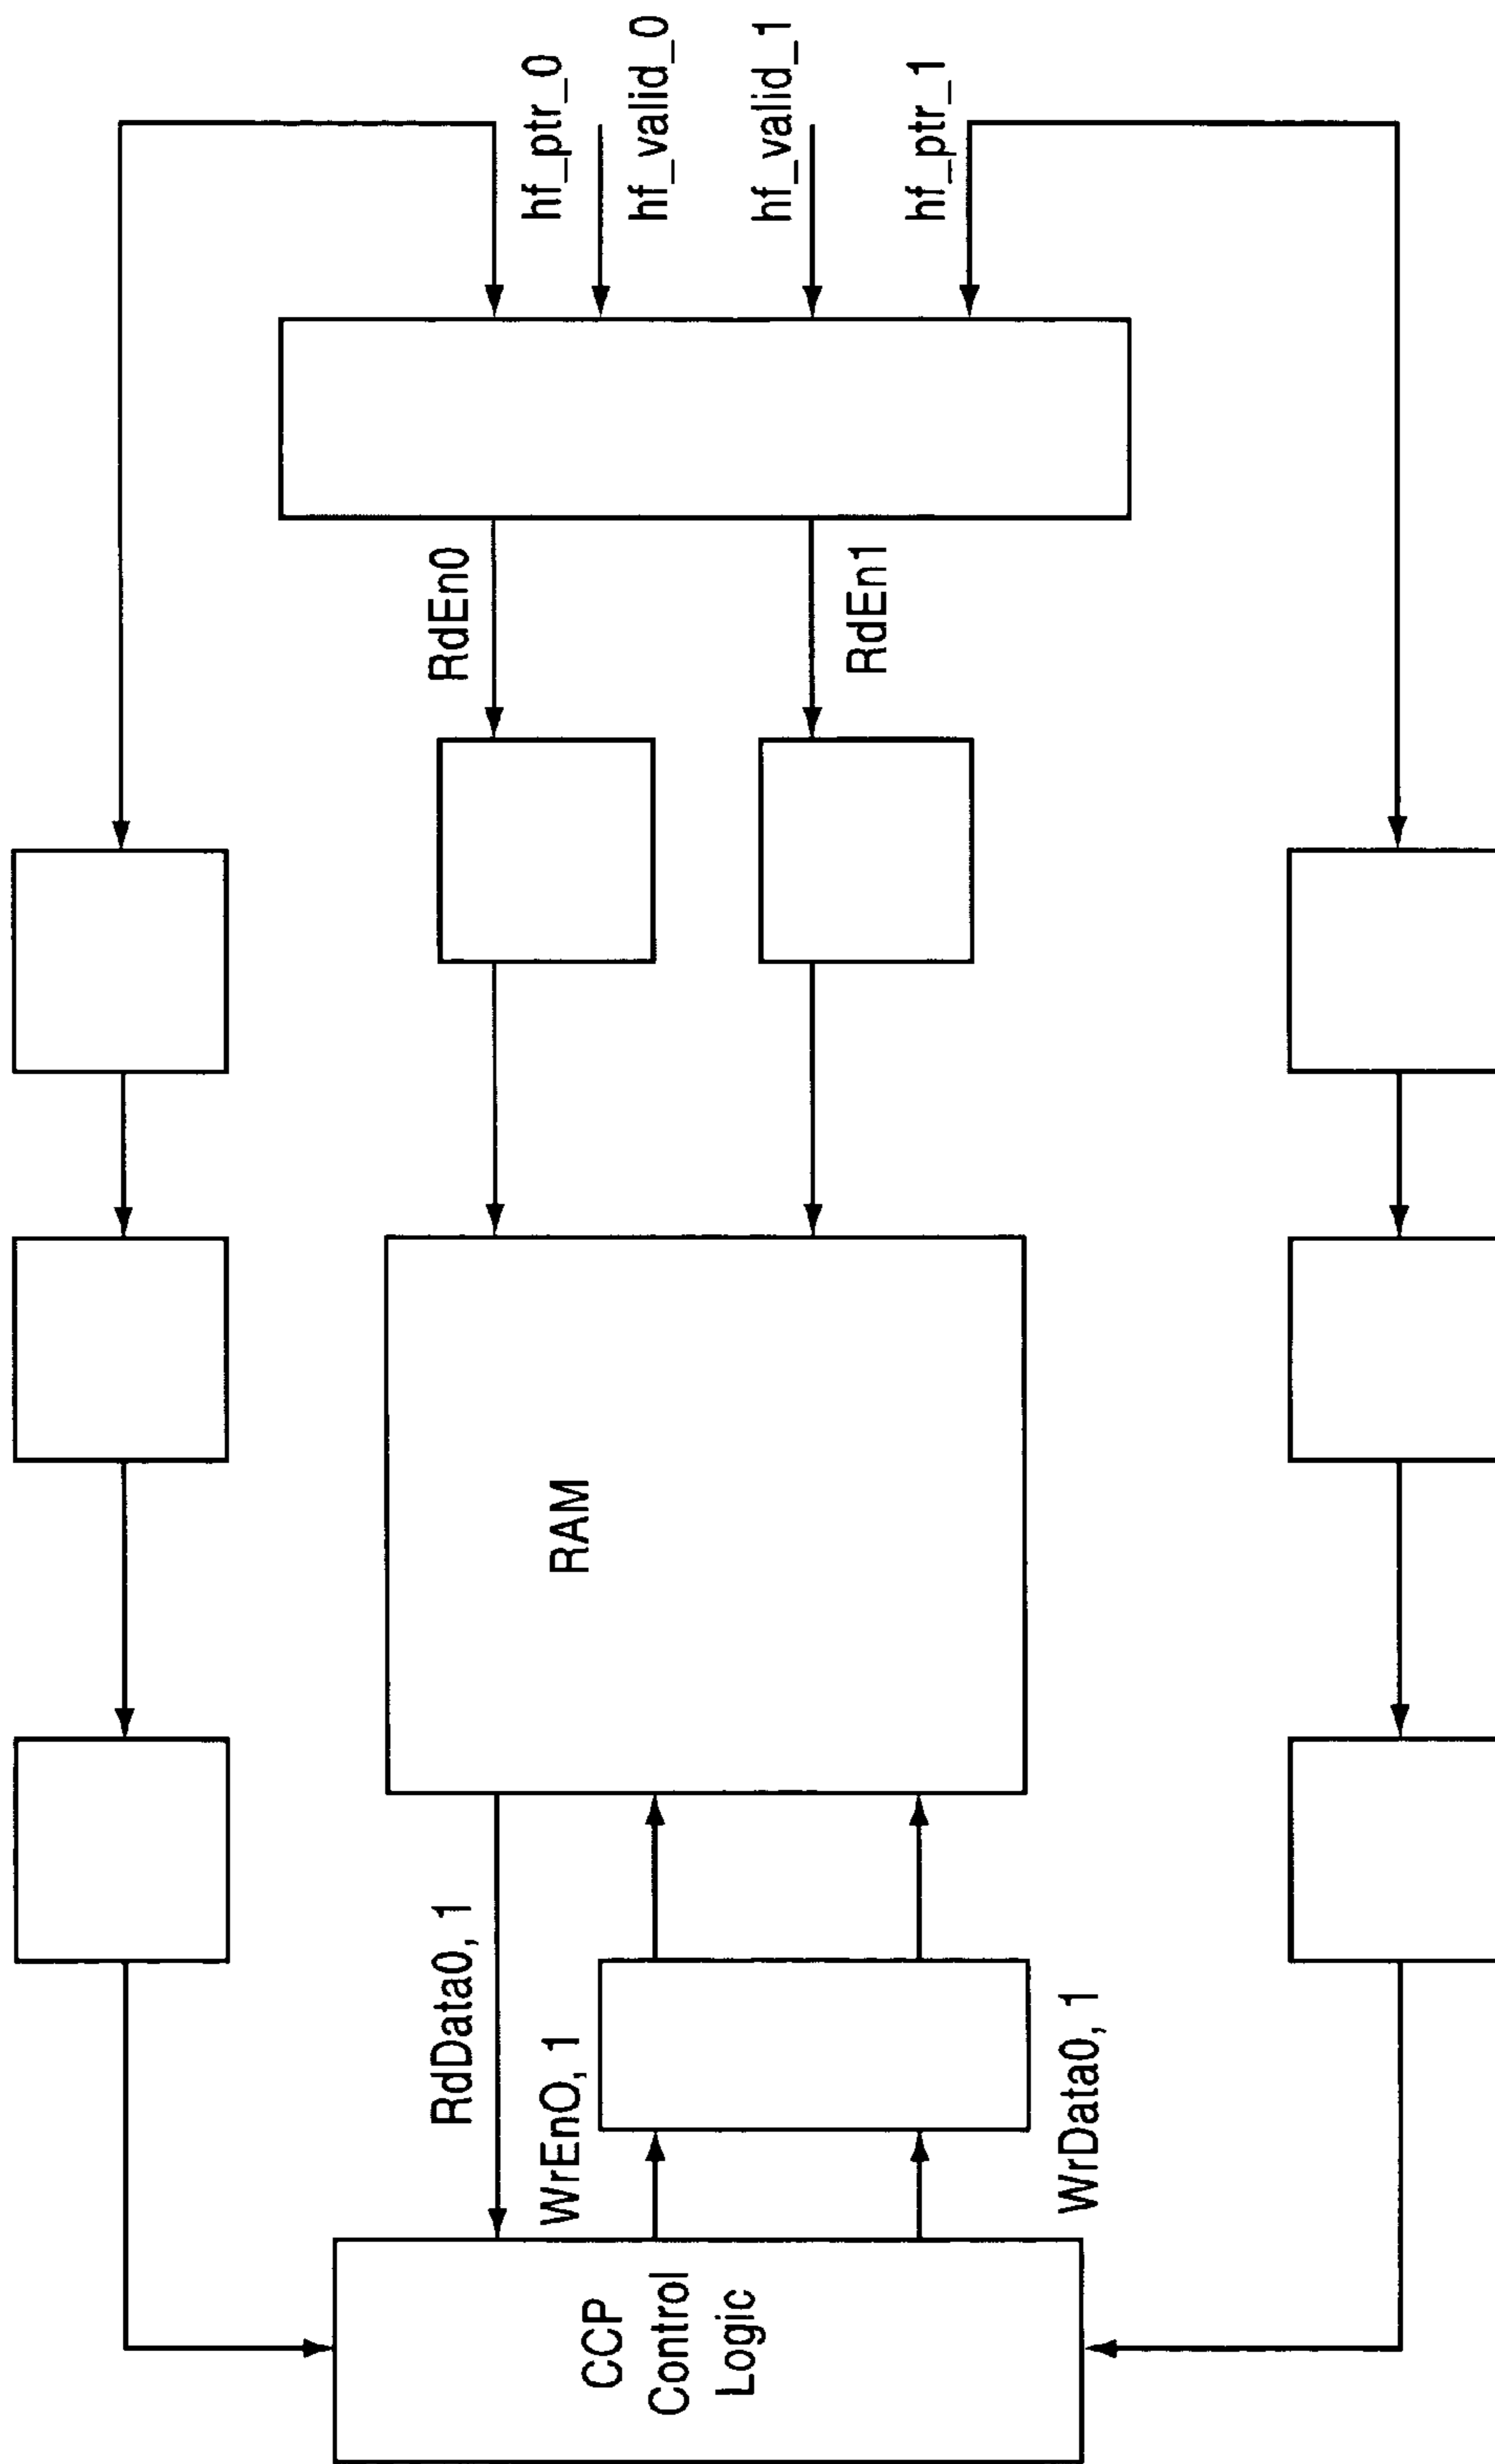 hf_ptr_0
hf_valid_0
hf_valid_1
hf_ptr_1
RdEn0
RdEn1
RAM
RdData0, 1
WrEnO, 1
WrData0, 1
CCP
Control
Logic